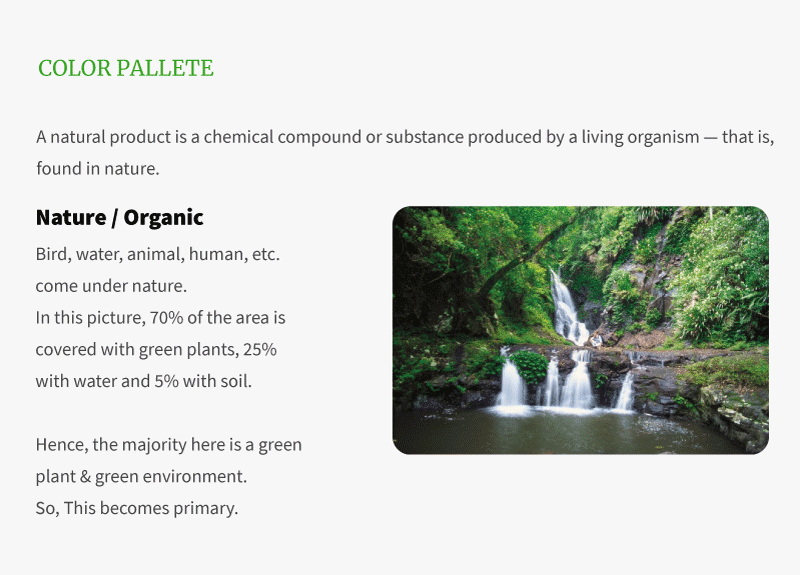 COLOR PALLETE
A natural product is a chemical compound or substance produced by a living organism — that is,
found in nature.
Nature / Organic
Bird, water, animal, human, etc.
come under nature.
In this picture, 70% of the area is
covered with green plants, 25%
with water and 5% with soil.
Hence, the majority here is a green
plant & green environment.
So, This becomes primary.